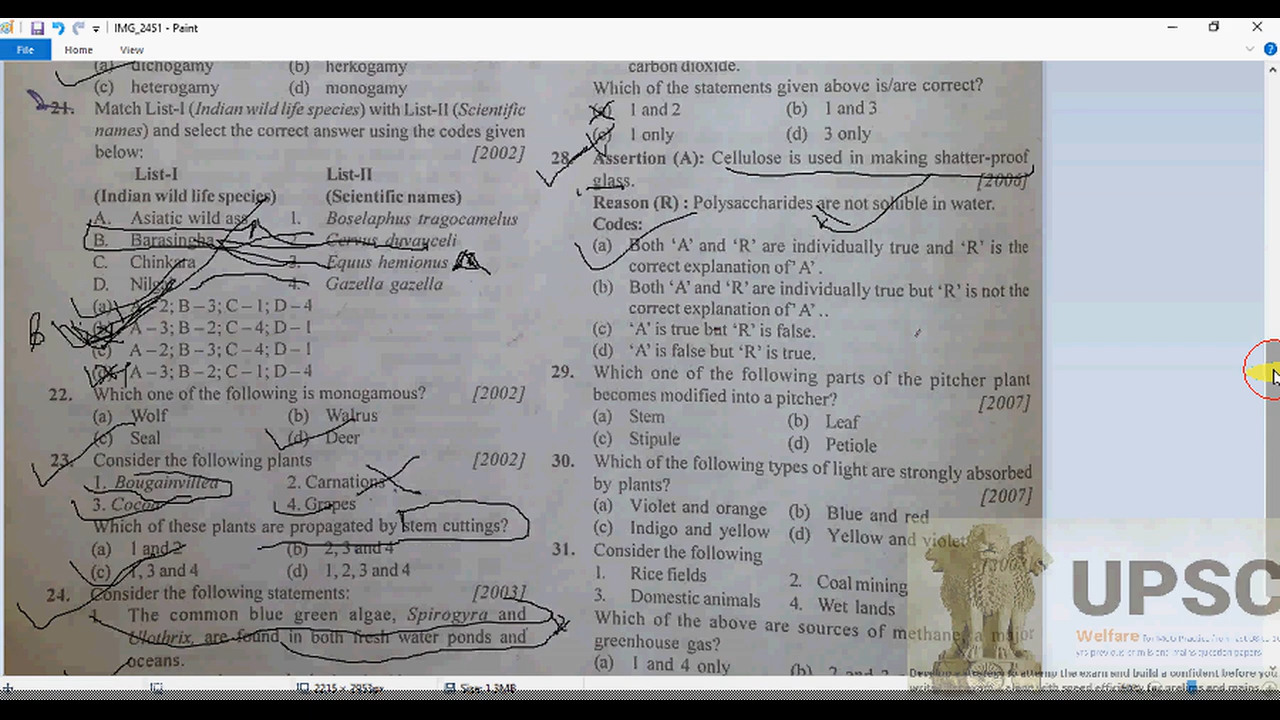 IMG_2451 - Paint
File Home View
(a) dichogamy (b) herkogamy
(c) heterogamy (d) monogamy
21. Match List-I (Indian wild life species) with List-II (Scientific
names) and select the correct answer using the codes given
below: [2002]
List-I List-II
(Indian wild life species) (Scientific names)
A. Asiatic wild ass 1. Boselaphus tragocamelus
B. Barasingha 2. Cervus duvauceli
C. Chinkara 3. Equus hemionus
D. Nilgai 4. Gazella gazella
(a) A – 2; B – 3; C – 1; D – 4
B
A – 3; B – 2; C – 4; D – 1
(c) A – 2; B – 3; C – 4; D – 1
A – 3; B – 2; C – 1; D – 4
22. Which one of the following is monogamous? [2002]
(a) Wolf (b) Walrus
(c) Seal (d) Deer
23. Consider the following plants [2002]
1. Bougainvillea 2. Carnations
3. Cocoa 4. Grapes
Which of these plants are propagated by stem cuttings?
(a) 1 and 2 (b) 2, 3 and 4
(c) 1, 3 and 4 (d) 1, 2, 3 and 4
24. Consider the following statements: [2003]
1. The common blue green algae, Spirogyra and
Ulothrix, are found in both fresh water ponds and
oceans.
carbon dioxide.
Which of the statements given above is/are correct?
(a) 1 and 2 (b) 1 and 3
(c) 1 only (d) 3 only
28. Assertion (A): Cellulose is used in making shatter-proof
glass. [2006]
Reason (R) : Polysaccharides are not soluble in water.
Codes:
(a) Both 'A' and 'R' are individually true and 'R' is the
correct explanation of' A'.
(b) Both 'A' and 'R' are individually true but 'R' is not the
correct explanation of 'A'..
(c) 'A' is true but 'R' is false.
(d) 'A' is false but 'R' is true.
29. Which one of the following parts of the pitcher plant
becomes modified into a pitcher? [2007]
(a) Stem (b) Leaf
(c) Stipule (d) Petiole
30. Which of the following types of light are strongly absorbed
by plants? [2007]
(a) Violet and orange (b) Blue and red
(c) Indigo and yellow (d) Yellow and violet
31. Consider the following
1. Rice fields 2. Coal mining
3. Domestic animals 4. Wet lands
Which of the above are sources of methane, a major
greenhouse gas?
(a) 1 and 4 only
UPSC
Welfare
2215 × 2953px Size: 1.3MB